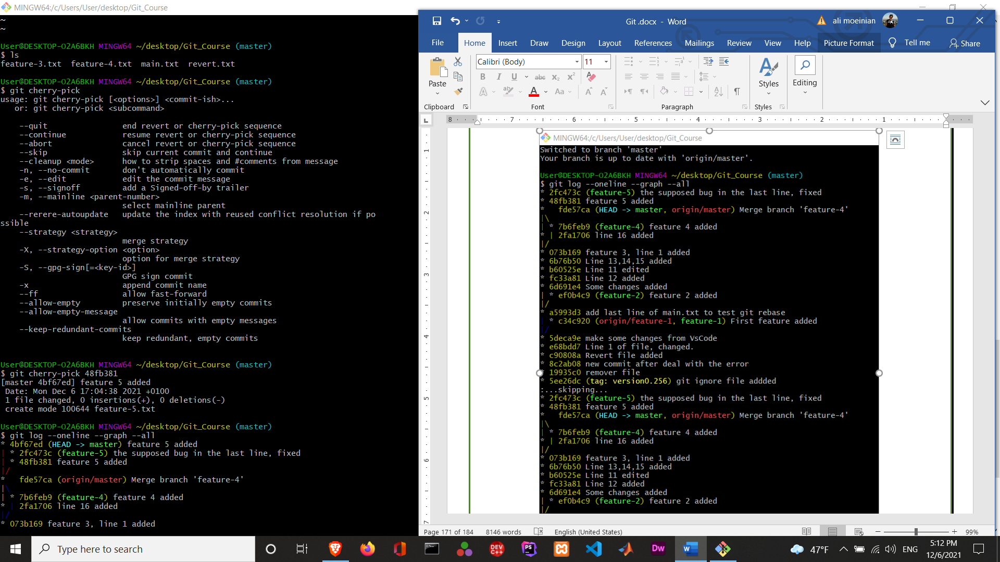 MINGW64:/c/Users/User/desktop/Git_Course
~
~
User@DESKTOP-O2A6BKH MINGW64 ~/desktop/Git_Course (master)
$ ls
feature-3.txt  feature-4.txt  main.txt  revert.txt
User@DESKTOP-O2A6BKH MINGW64 ~/desktop/Git_Course (master)
$ git cherry-pick
usage: git cherry-pick [<options>] <commit-ish>...
   or: git cherry-pick <subcommand>
    --quit                end revert or cherry-pick sequence
    --continue            resume revert or cherry-pick sequence
    --abort               cancel revert or cherry-pick sequence
    --skip                skip current commit and continue
    --cleanup <mode>      how to strip spaces and #comments from message
    -n, --no-commit       don't automatically commit
    -e, --edit            edit the commit message
    -s, --signoff         add a Signed-off-by trailer
    -m, --mainline <parent-number>
                          select mainline parent
    --rerere-autoupdate   update the index with reused conflict resolution if po
ssible
    --strategy <strategy>
                          merge strategy
    -X, --strategy-option <option>
                          option for merge strategy
    -S, --gpg-sign[=<key-id>]
                          GPG sign commit
    -x                    append commit name
    --ff                  allow fast-forward
    --allow-empty         preserve initially empty commits
    --allow-empty-message
                          allow commits with empty messages
    --keep-redundant-commits
                          keep redundant, empty commits
User@DESKTOP-O2A6BKH MINGW64 ~/desktop/Git_Course (master)
$ git cherry-pick 48fb381
[master 4bf67ed] feature 5 added
 Date: Mon Dec 6 17:04:38 2021 +0100
 1 file changed, 0 insertions(+), 0 deletions(-)
 create mode 100644 feature-5.txt
User@DESKTOP-O2A6BKH MINGW64 ~/desktop/Git_Course (master)
$ git log --oneline --graph --all
* 4bf67ed (HEAD -> master) feature 5 added
| * 2fc473c (feature-5) the supposed bug in the last line, fixed
| * 48fb381 feature 5 added
|/
*   fde57ca (origin/master) Merge branch 'feature-4'
|\
| * 7b6feb9 (feature-4) feature 4 added
* | 2fa1706 line 16 added
|/
* 073b169 feature 3, line 1 added
Git .docx - Word
ali moeinian
File Home Insert Draw Design Layout References Mailings Review View Help Picture Format Tell me Share
Calibri (Body) 11
Paste
B I U abc x2 x2
A ab A Aa A A
Styles
Editing
Clipboard Font Paragraph Styles
8 7 6 5 4 3 2 1
1
2
3
4
5
6
7
MINGW64:/c/Users/User/desktop/Git_Course
Switched to branch 'master'
Your branch is up to date with 'origin/master'.
User@DESKTOP-O2A6BKH MINGW64 ~/desktop/Git_Course (master)
$ git log --oneline --graph --all
* 2fc473c (feature-5) the supposed bug in the last line, fixed
* 48fb381 feature 5 added
*   fde57ca (HEAD -> master, origin/master) Merge branch 'feature-4'
|\
| * 7b6feb9 (feature-4) feature 4 added
* | 2fa1706 line 16 added
|/
* 073b169 feature 3, line 1 added
* 6b76b50 Line 13,14,15 added
* b60525e Line 11 edited
* fc33a81 Line 12 added
* 6d691e4 Some changes added
| * ef0b4c9 (feature-2) feature 2 added
|/
* a5993d3 add last line of main.txt to test git rebase
| * c34c920 (origin/feature-1, feature-1) First feature added
|/
* 5deca9e make some changes from VsCode
* e68bdd7 Line 1 of file, changed.
* c90808a Revert file added
* 8c2ab08 new commit after deal with the error
* 19935c0 remover file
* 5ee26dc (tag: version0.256) git ignore file addded
:...skipping...
* 2fc473c (feature-5) the supposed bug in the last line, fixed
* 48fb381 feature 5 added
*   fde57ca (HEAD -> master, origin/master) Merge branch 'feature-4'
|\
| * 7b6feb9 (feature-4) feature 4 added
* | 2fa1706 line 16 added
|/
* 073b169 feature 3, line 1 added
* 6b76b50 Line 13,14,15 added
* b60525e Line 11 edited
* fc33a81 Line 12 added
* 6d691e4 Some changes added
| * ef0b4c9 (feature-2) feature 2 added
|/
Page 171 of 184 8146 words English (United States) 99%
Type here to search
DEV C++
PS
Dw
W
47°F ENG
5:12 PM
12/6/2021